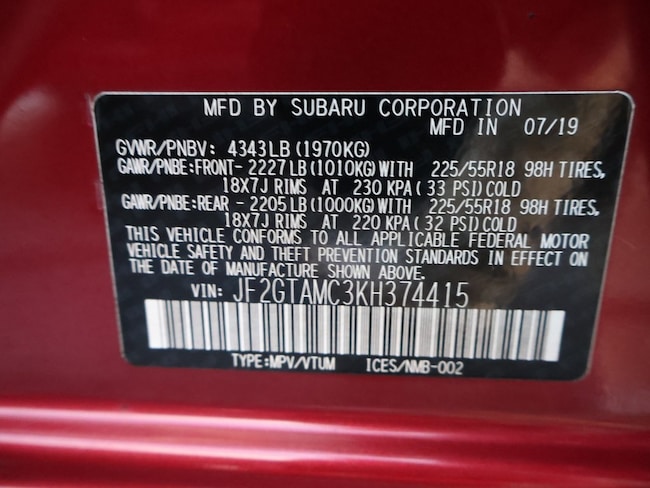 MFD BY SUBARU CORPORATION
MFD IN 07/19
GVWR/PNBV: 4343LB(1970KG)
GAWR/PNBE:FRONT- 2227LB(1010KG)WITH 225/55R18 98H TIRES,
18X7J RIMS AT 230 KPA(33 PSI)COLD
GAWR/PNBE:REAR - 2205LB(1000KG)WITH 225/55R18 98H TIRES,
18X7J RIMS AT 220 KPA(32 PSI)COLD
THIS VEHICLE CONFORMS TO ALL APPLICABLE FEDERAL MOTOR
VEHICLE SAFETY AND THEFT PREVENTION STANDARDS IN EFFECT ON
THE DATE OF MANUFACTURE SHOWN ABOVE.
VIN: JF2GTAMC3KH374415
TYPE:MPV/VTUM ICES/NMB-002